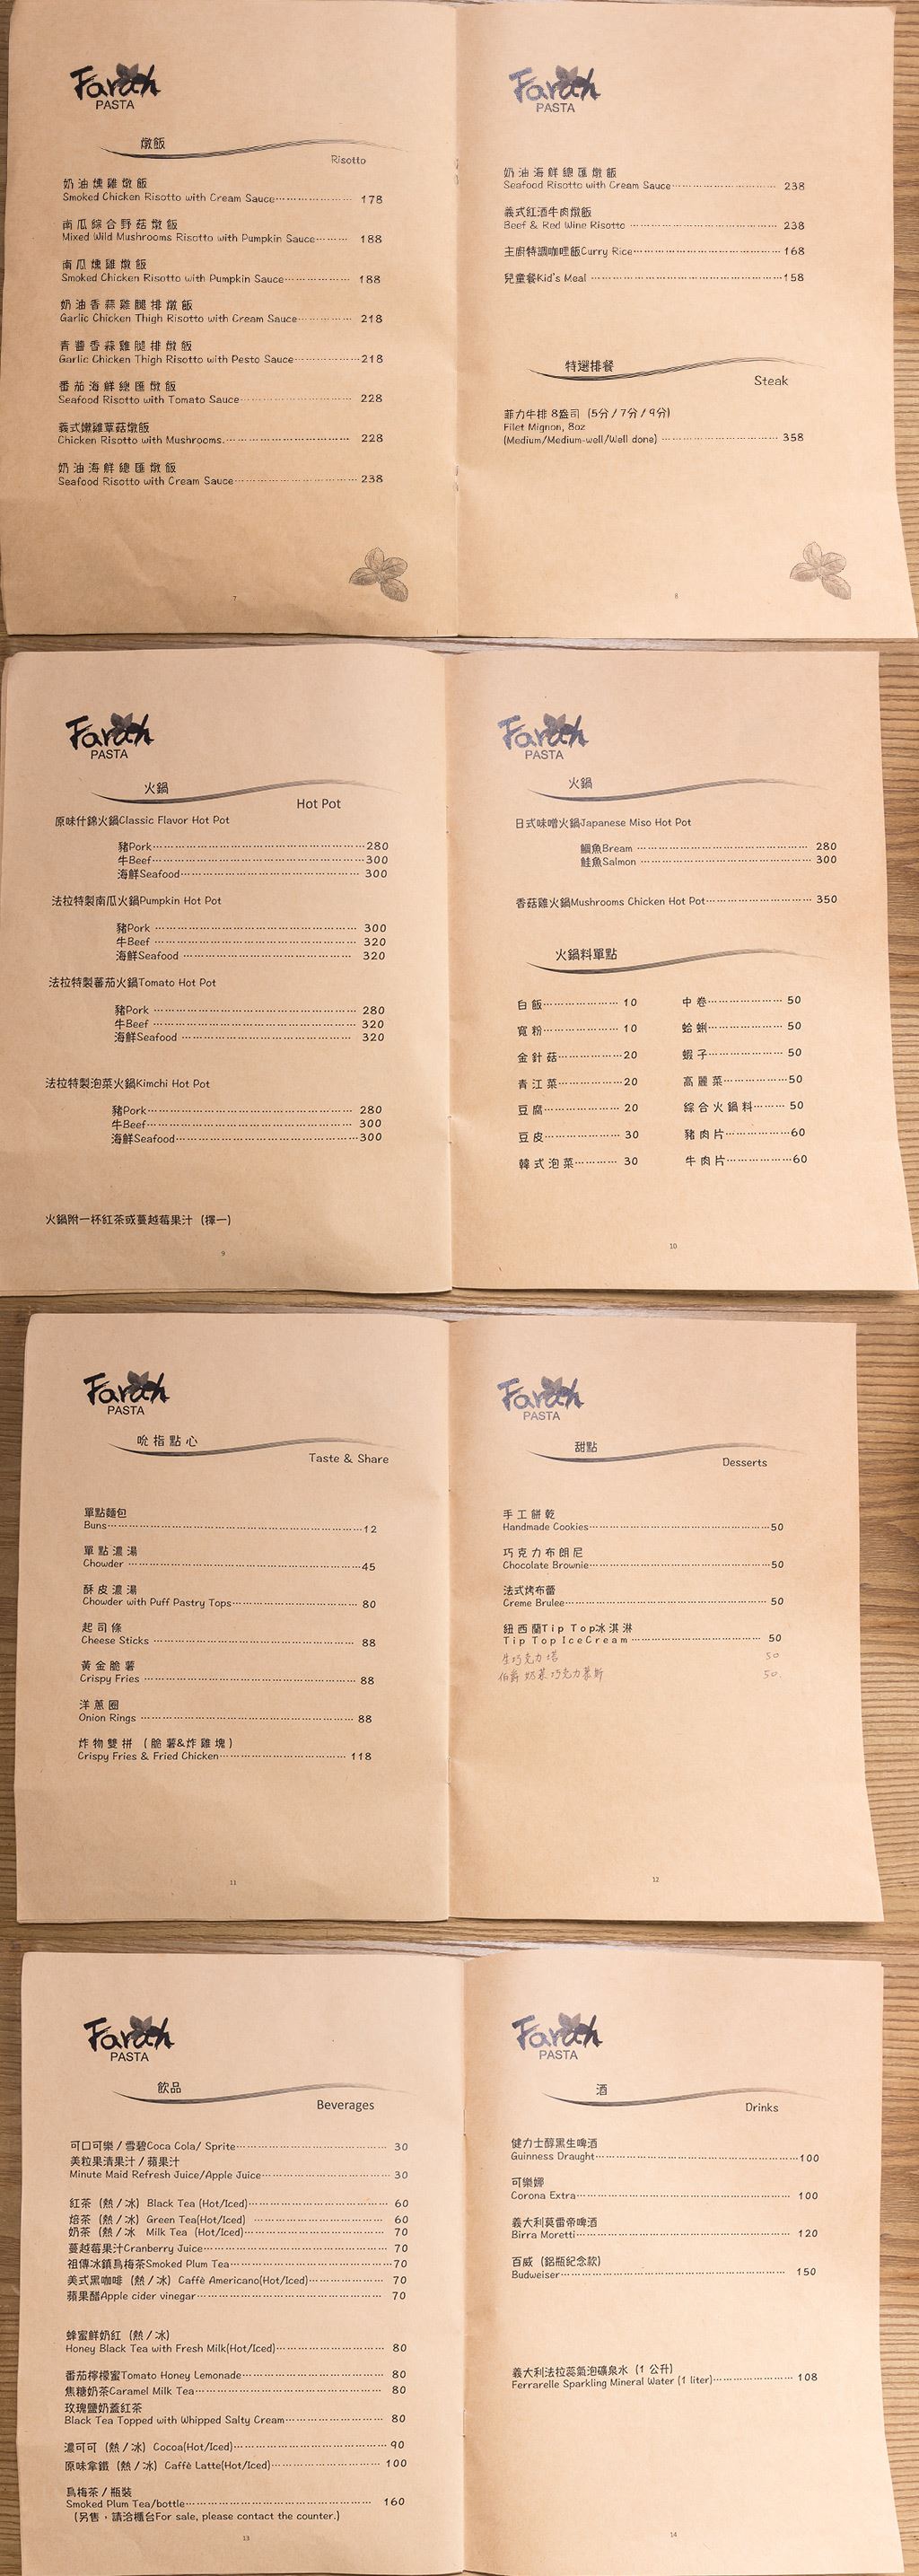 Farah
PASTA
燉飯
Risotto
奶油燻雞燉飯
Smoked Chicken Risotto with Cream Sauce 178
南瓜綜合野菇燉飯
Mixed Wild Mushrooms Risotto with Pumpkin Sauce 188
南瓜燻雞燉飯
Smoked Chicken Risotto with Pumpkin Sauce 188
奶油香蒜雞腿排燉飯
Garlic Chicken Thigh Risotto with Cream Sauce 218
青醬香蒜雞腿排燉飯
Garlic Chicken Thigh Risotto with Pesto Sauce 218
番茄海鮮總匯燉飯
Seafood Risotto with Tomato Sauce 228
義式嫩雞蕈菇燉飯
Chicken Risotto with Mushrooms. 228
奶油海鮮總匯燉飯
Seafood Risotto with Cream Sauce 238
7
Farah
PASTA
奶油海鮮總匯燉飯
Seafood Risotto with Cream Sauce 238
義式紅酒牛肉燉飯
Beef & Red Wine Risotto 238
主廚特調咖哩飯Curry Rice 168
兒童餐Kid's Meal 158
特選排餐
Steak
菲力牛排 8盎司 (5分/7分/9分)
Filet Mignon, 8oz
(Medium/Medium-well/Well done) 358
8
Farah
PASTA
火鍋
Hot Pot
原味什錦火鍋Classic Flavor Hot Pot
豬Pork 280
牛Beef 300
海鮮Seafood 300
法拉特製南瓜火鍋Pumpkin Hot Pot
豬Pork 300
牛Beef 320
海鮮Seafood 320
法拉特製蕃茄火鍋Tomato Hot Pot
豬Pork 280
牛Beef 320
海鮮Seafood 320
法拉特製泡菜火鍋Kimchi Hot Pot
豬Pork 280
牛Beef 300
海鮮Seafood 300
火鍋附一杯紅茶或蔓越莓果汁 (擇一)
9
Farah
PASTA
火鍋
日式味噌火鍋Japanese Miso Hot Pot
鯛魚Bream 280
鮭魚Salmon 300
香菇雞火鍋Mushrooms Chicken Hot Pot 350
火鍋料單點
白飯 10
寬粉 10
金針菇 20
青江菜 20
豆腐 20
豆皮 30
韓式泡菜 30
中卷 50
蛤蜊 50
蝦子 50
高麗菜 50
綜合火鍋料 50
豬肉片 60
牛肉片 60
10
Farah
PASTA
吮指點心
Taste & Share
單點麵包
Buns 12
單點濃湯
Chowder 45
酥皮濃湯
Chowder with Puff Pastry Tops 80
起司條
Cheese Sticks 88
黃金脆薯
Crispy Fries 88
洋蔥圈
Onion Rings 88
炸物雙拼 (脆薯&炸雞塊)
Crispy Fries & Fried Chicken 118
11
Farah
PASTA
甜點
Desserts
手工餅乾
Handmade Cookies 50
巧克力布朗尼
Chocolate Brownie 50
法式烤布蕾
Creme Brulee 50
紐西蘭Tip Top冰淇淋
Tip Top IceCream 50
生巧克力塔 50
伯爵奶茶巧克力慕斯 50.
12
Farah
PASTA
飲品
Beverages
可口可樂/雪碧Coca Cola/ Sprite 30
美粒果清果汁/蘋果汁
Minute Maid Refresh Juice/Apple Juice 30
紅茶 (熱/冰) Black Tea (Hot/Iced) 60
焙茶 (熱/冰) Green Tea(Hot/Iced) 60
奶茶 (熱/冰 Milk Tea (Hot/Iced) 70
蔓越莓果汁Cranberry Juice 70
祖傳冰鎮烏梅茶Smoked Plum Tea 70
美式黑咖啡 (熱/冰) Caffè Americano(Hot/Iced) 70
蘋果醋Apple cider vinegar 70
蜂蜜鮮奶紅 (熱/冰)
Honey Black Tea with Fresh Milk(Hot/Iced) 80
番茄檸檬蜜Tomato Honey Lemonade 80
焦糖奶茶Caramel Milk Tea 80
玫瑰鹽奶蓋紅茶
Black Tea Topped with Whipped Salty Cream 80
濃可可 (熱/冰) Cocoa(Hot/Iced) 90
原味拿鐵 (熱/冰) Caffè Latte(Hot/Iced) 100
烏梅茶/瓶裝
Smoked Plum Tea/bottle 160
(另售,請洽櫃台For sale, please contact the counter.)
13
Farah
PASTA
酒
Drinks
健力士醇黑生啤酒
Guinness Draught 100
可樂娜
Corona Extra 100
義大利莫雷帝啤酒
Birra Moretti 120
百威 (鋁瓶紀念款)
Budweiser 150
義大利法拉蕊氣泡礦泉水 (1 公升)
Ferrarelle Sparkling Mineral Water (1 liter) 108
14